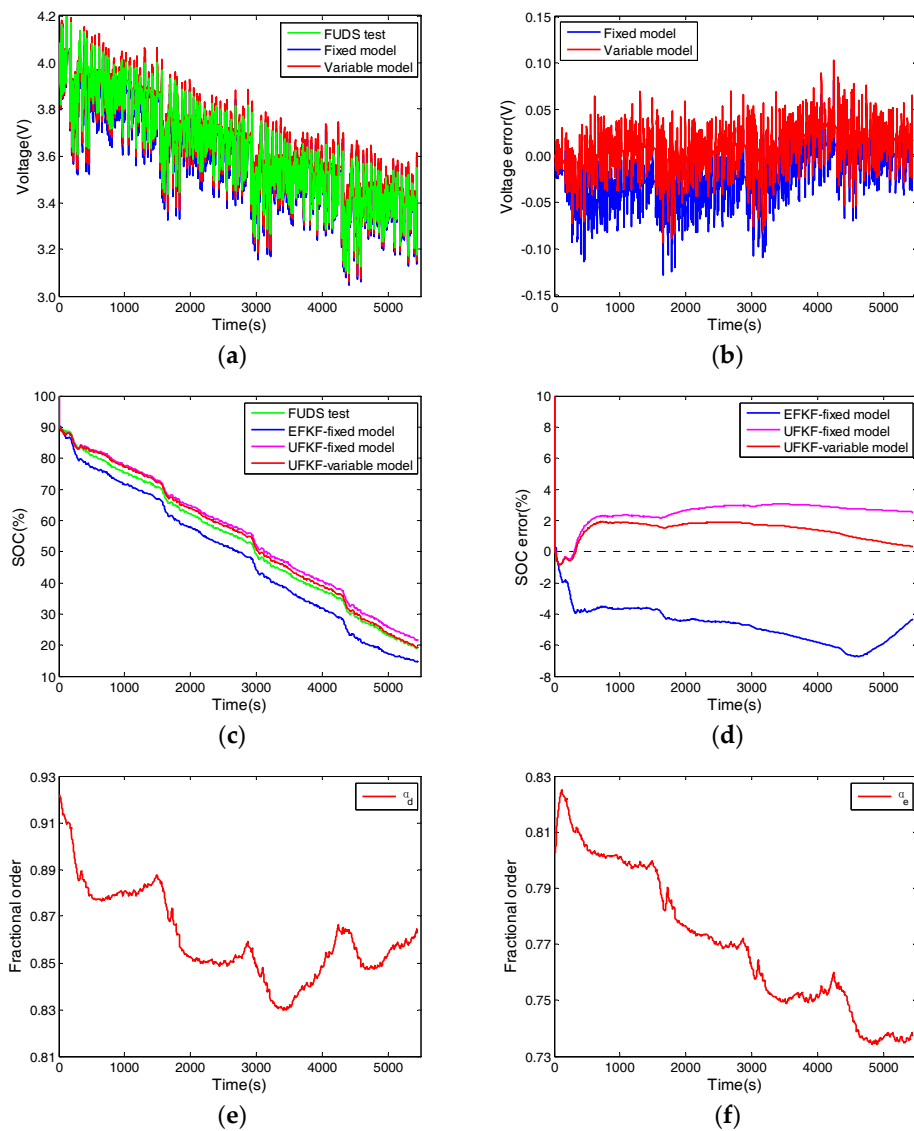 4.2
4.0
3.8
3.6
3.4
3.2
3.0
Voltage(V)
FUDS test
Fixed model
Variable model
0 1000 2000 3000 4000 5000
Time(s)
(a)
0.15
0.10
0.05
0.00
-0.05
-0.10
-0.15
Voltage error(V)
Fixed model
Variable model
0 1000 2000 3000 4000 5000
Time(s)
(b)
100
90
80
70
60
50
40
30
20
10
SOC(%)
FUDS test
EFKF-fixed model
UFKF-fixed model
UFKF-variable model
0 1000 2000 3000 4000 5000
Time(s)
(c)
10
8
6
4
2
0
-2
-4
-6
-8
SOC error(%)
EFKF-fixed model
UFKF-fixed model
UFKF-variable model
0 1000 2000 3000 4000 5000
Time(s)
(d)
0.93
0.91
0.89
0.87
0.85
0.83
0.81
Fractional order
α_d
0 1000 2000 3000 4000 5000
Time(s)
(e)
0.83
0.81
0.79
0.77
0.75
0.73
Fractional order
α_e
0 1000 2000 3000 4000 5000
Time(s)
(f)